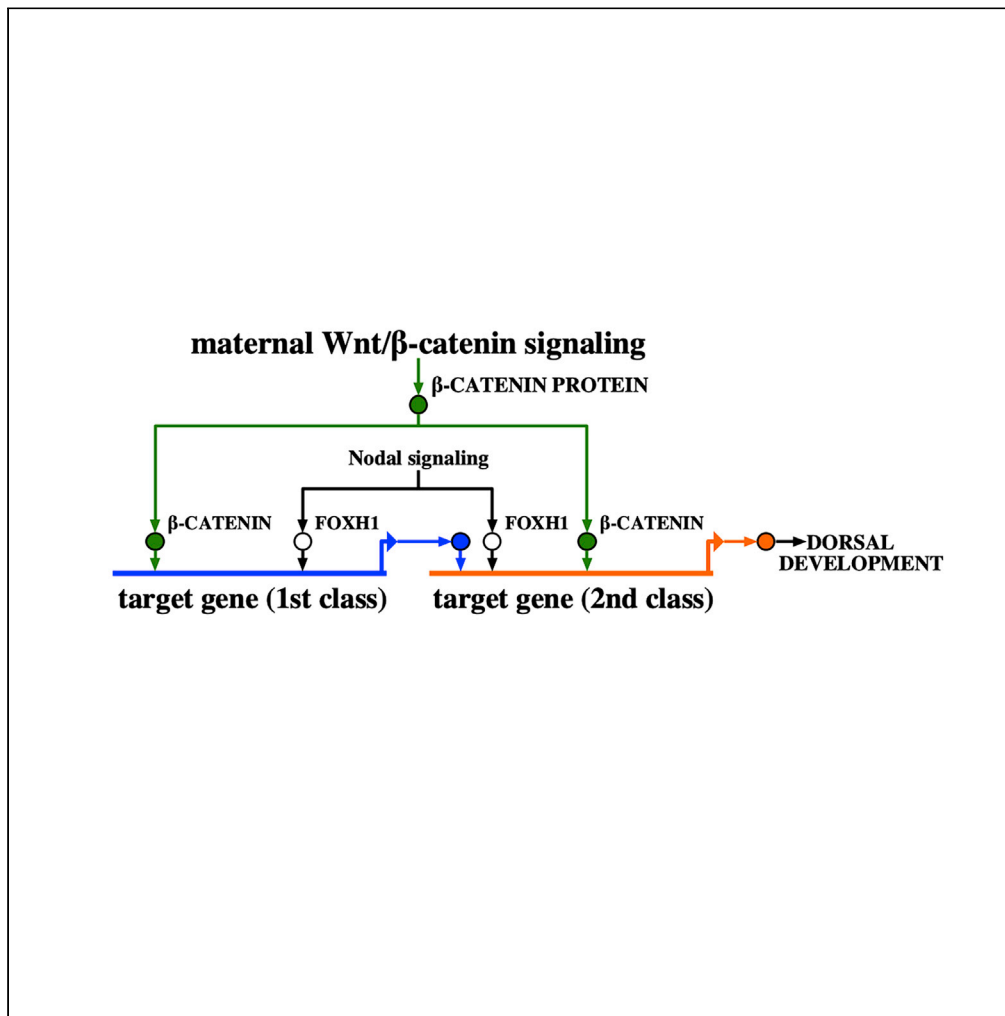 maternal Wnt/β-catenin signaling
β-CATENIN PROTEIN
Nodal signaling
β-CATENIN
FOXH1
FOXH1
β-CATENIN
DORSAL
DEVELOPMENT
target gene (1st class)
target gene (2nd class)